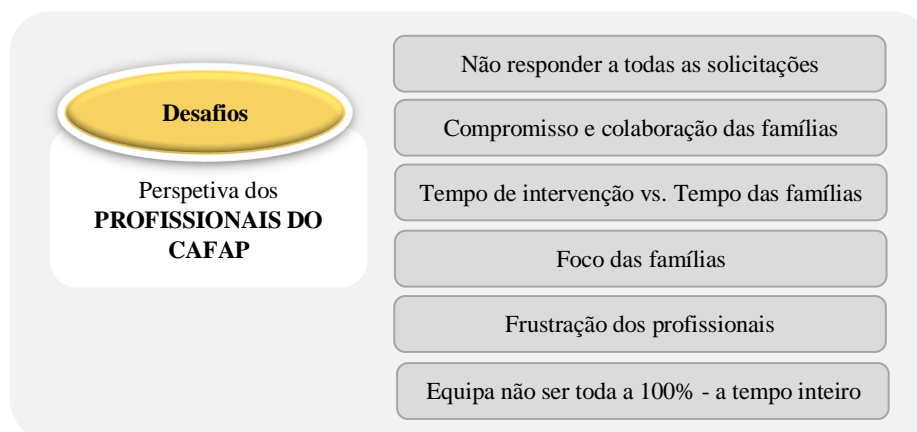 Desafios
Perspetiva dos
PROFISSIONAIS DO
CAFAP
Não responder a todas as solicitações
Compromisso e colaboração das famílias
Tempo de intervenção vs. Tempo das famílias
Foco das famílias
Frustração dos profissionais
Equipa não ser toda a 100% - a tempo inteiro